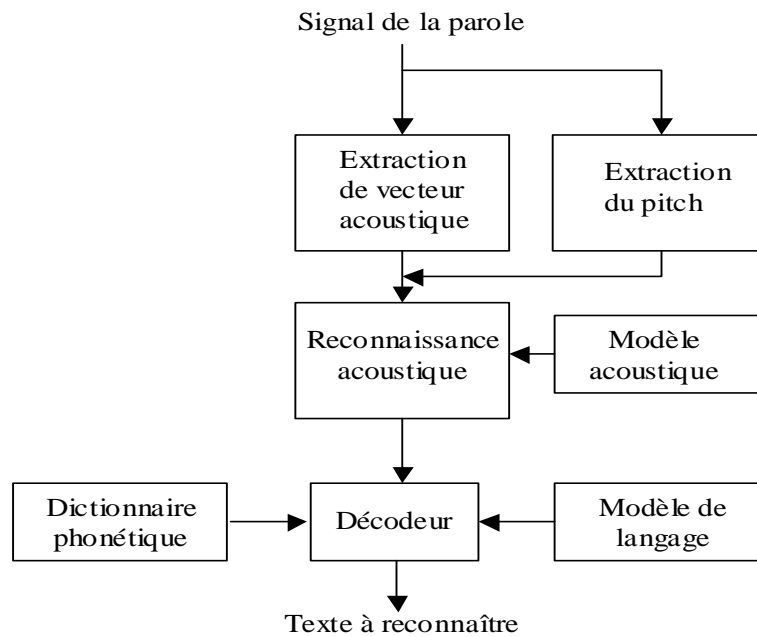 Signal de la parole
Extraction
de vecteur
acoustique
Extraction
du pitch
Reconnaissance
acoustique
Modèle
acoustique
Dictionnaire
phonétique
Décodeur
Modèle de
langage
Texte à reconnaître